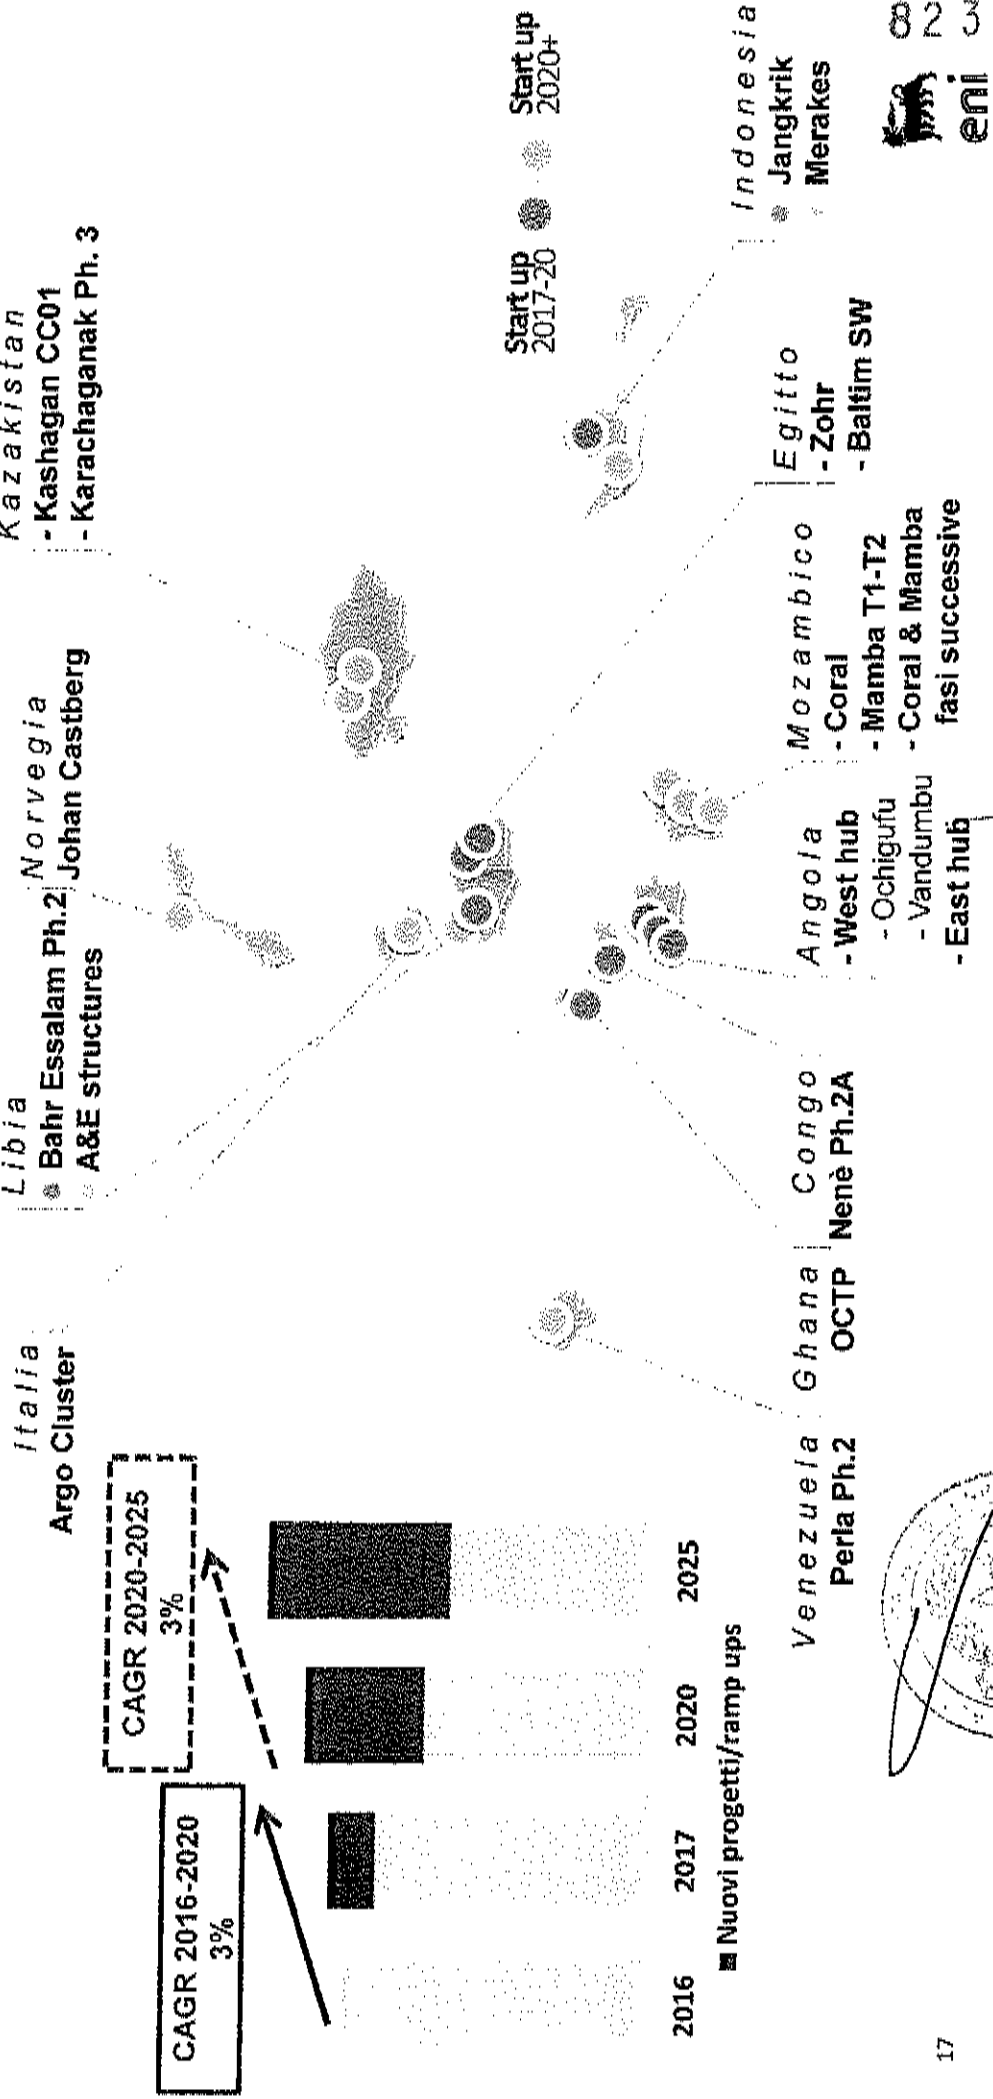 CAGR 2016-2020
3%
CAGR 2020-2025
3%
2016
2017
2020
2025
Nuovi progetti/ramp ups
Italia
Argo Cluster
Libia
Bahr Essalam Ph.2
A&E structures
Norvegia
Johan Castberg
Kazakistan
- Kashagan CC01
- Karachaganak Ph. 3
Start up
2017-20
Start up
2020+
Venezuela
Perla Ph.2
Ghana
OCTP
Congo
Nenè Ph.2A
Angola
- West hub
- Ochigufu
- Vandumbu
- East hub
Mozambico
- Coral
- Mamba T1-T2
- Coral & Mamba
fasi successive
Egitto
- Zohr
- Baltim SW
Indonesia
Jangkrik
Merakes
17
eni
823